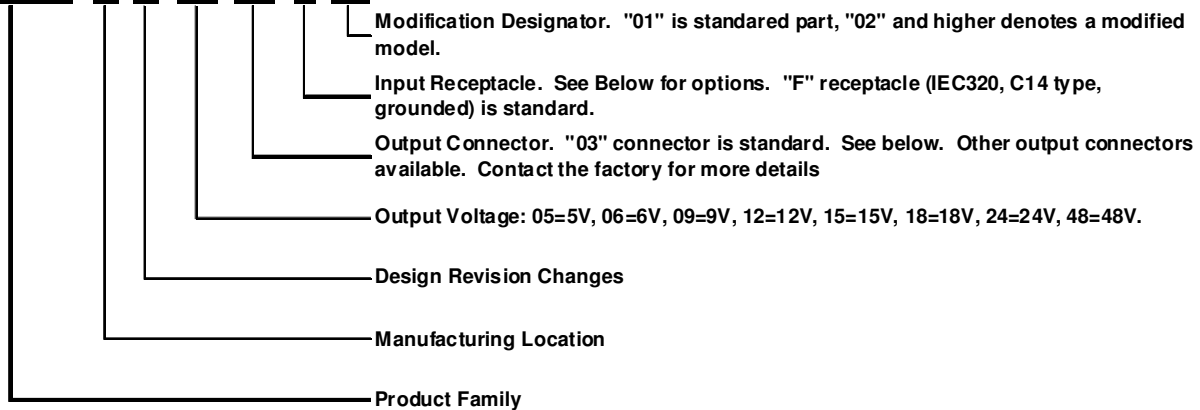 Modification Designator. "01" is standared part, "02" and higher denotes a modified
model.
Input Receptacle. See Below for options. "F" receptacle (IEC320, C14 type,
grounded) is standard.
Output Connector. "03" connector is standard. See below. Other output connectors
available. Contact the factory for more details
Output Voltage: 05=5V, 06=6V, 09=9V, 12=12V, 15=15V, 18=18V, 24=24V, 48=48V.
Design Revision Changes
Manufacturing Location
Product Family